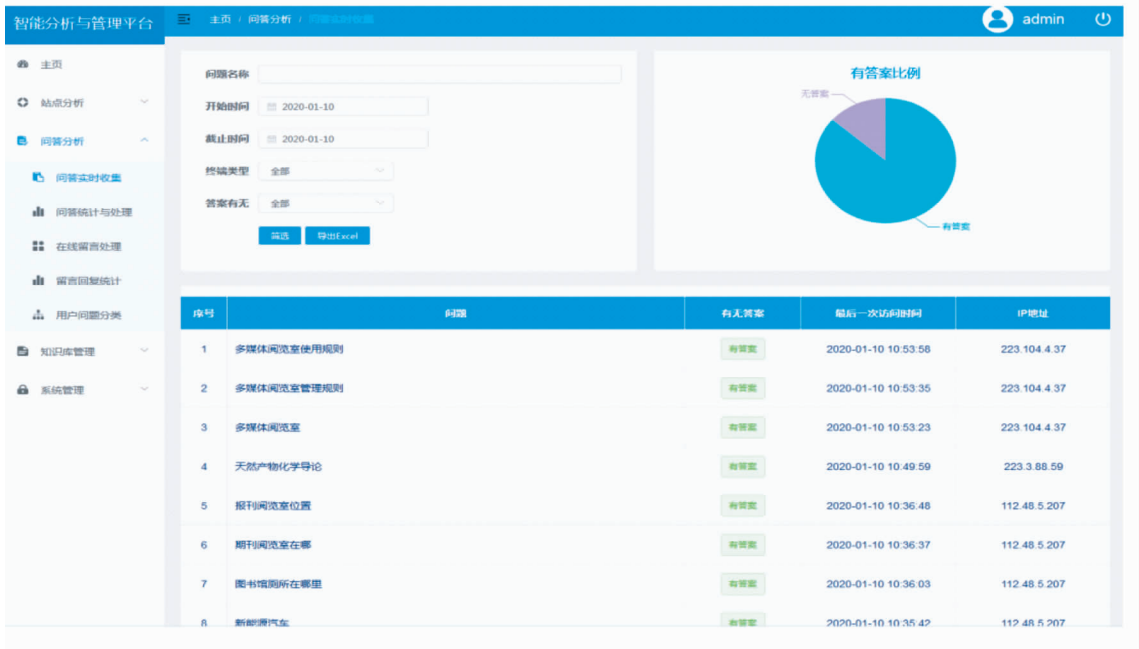 智能分析与管理平台
主页 / 问答分析 / 问答实时收集
admin
主页
站点分析
问答分析
问答实时收集
问答统计与处理
在线留言处理
留言回复统计
用户问题分类
知识库管理
系统管理
问题名称
开始时间 2020-01-10
截止时间 2020-01-10
终端类型 全部
答案有无 全部
筛选 导出Excel
有答案比例
无答案
有答案
序号 问题 有无答案 最后一次访问时间 IP地址
1 多媒体阅览室使用规则 有答案 2020-01-10 10:53:58 223.104.4.37
2 多媒体阅览室管理规则 有答案 2020-01-10 10:53:35 223.104.4.37
3 多媒体阅览室 有答案 2020-01-10 10:53:23 223.104.4.37
4 天然产物化学导论 有答案 2020-01-10 10:49:59 223.3.88.59
5 报刊阅览室位置 有答案 2020-01-10 10:36:48 112.48.5.207
6 期刊阅览室在哪 有答案 2020-01-10 10:36:37 112.48.5.207
7 图书馆厕所在哪里 有答案 2020-01-10 10:36:03 112.48.5.207
8 新能源汽车 有答案 2020-01-10 10:35:42 112.48.5.207